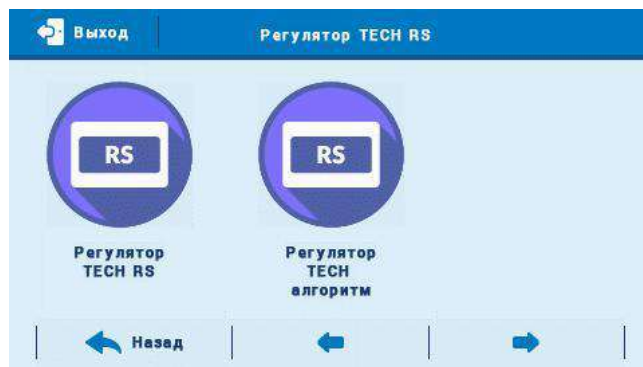 Выход
Регулятор TECH RS
RS
RS
Регулятор
TECH RS
Регулятор
TECH
алгоритм
Назад